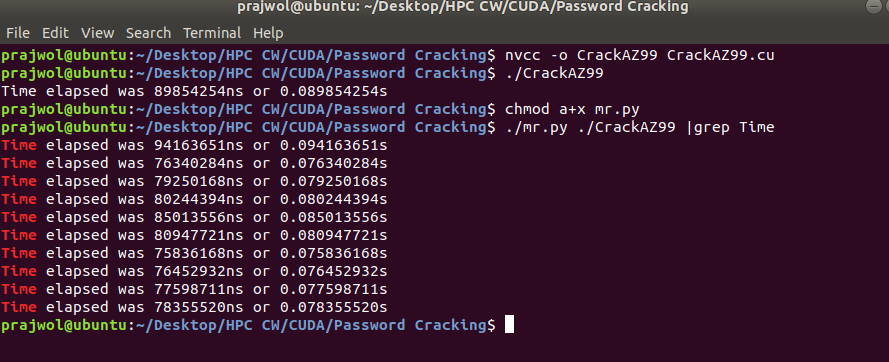 prajwol@ubuntu: ~/Desktop/HPC CW/CUDA/Password Cracking
File Edit View Search Terminal Help
prajwol@ubuntu:~/Desktop/HPC CW/CUDA/Password Cracking$ nvcc -o CrackAZ99 CrackAZ99.cu
prajwol@ubuntu:~/Desktop/HPC CW/CUDA/Password Cracking$ ./CrackAZ99
Time elapsed was 89854254ns or 0.089854254s
prajwol@ubuntu:~/Desktop/HPC CW/CUDA/Password Cracking$ chmod a+x mr.py
prajwol@ubuntu:~/Desktop/HPC CW/CUDA/Password Cracking$ ./mr.py ./CrackAZ99 |grep Time
Time elapsed was 94163651ns or 0.094163651s
Time elapsed was 76340284ns or 0.076340284s
Time elapsed was 79250168ns or 0.079250168s
Time elapsed was 80244394ns or 0.080244394s
Time elapsed was 85013556ns or 0.085013556s
Time elapsed was 80947721ns or 0.080947721s
Time elapsed was 75836168ns or 0.075836168s
Time elapsed was 76452932ns or 0.076452932s
Time elapsed was 77598711ns or 0.077598711s
Time elapsed was 78355520ns or 0.078355520s
prajwol@ubuntu:~/Desktop/HPC CW/CUDA/Password Cracking$